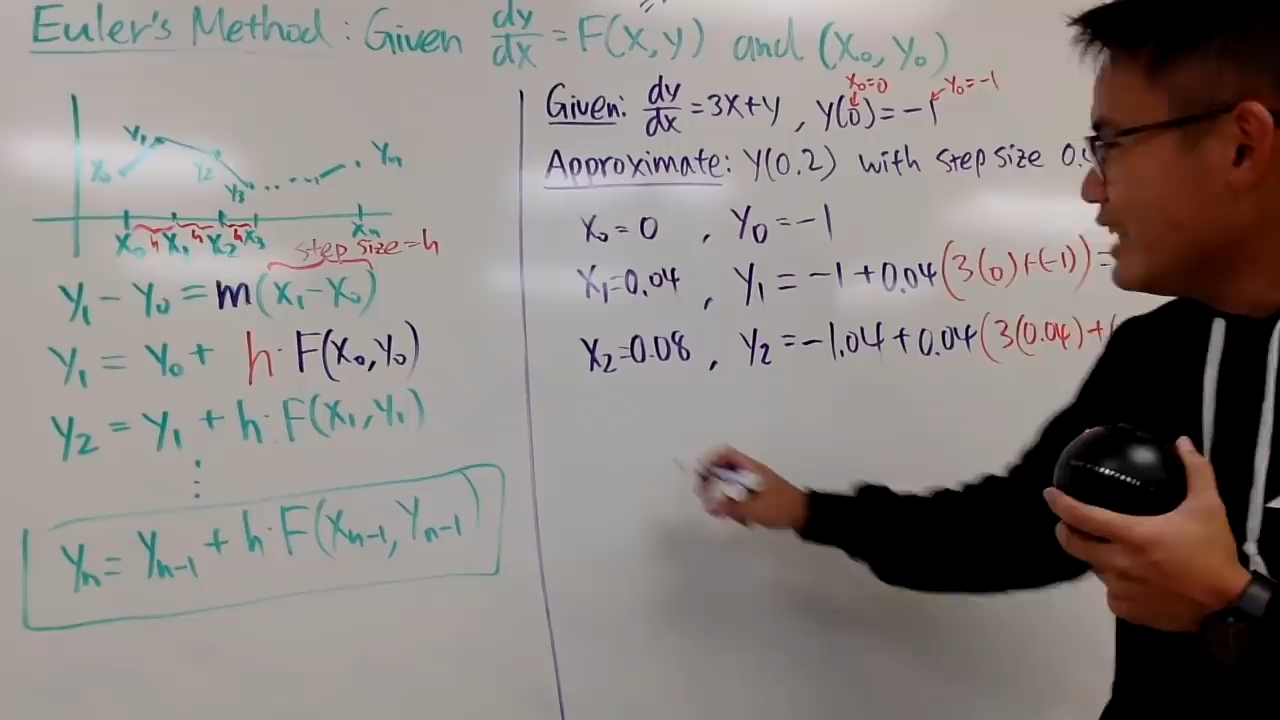 Euler's Method: Given dy/dx = F(x,y) and (x₀, y₀)
y₁
x₀
y₂
y₃
yₙ
x₀ h x₁ h x₂ h x₃ xₙ
step size = h
y₁ - y₀ = m(x₁ - x₀)
y₁ = y₀ + h · F(x₀, y₀)
y₂ = y₁ + h · F(x₁, y₁)
⋮
yₙ = yₙ₋₁ + h · F(xₙ₋₁, yₙ₋₁)
x₀=0 y₀=-1
Given: dy/dx = 3x+y , y(0) = -1
Approximate: y(0.2) with step size
x₀ = 0 , y₀ = -1
x₁=0.04 , y₁ = -1 + 0.04(3(0)+(-1)) =
x₂=0.08 , y₂ = -1.04 + 0.04(3(0.04)+